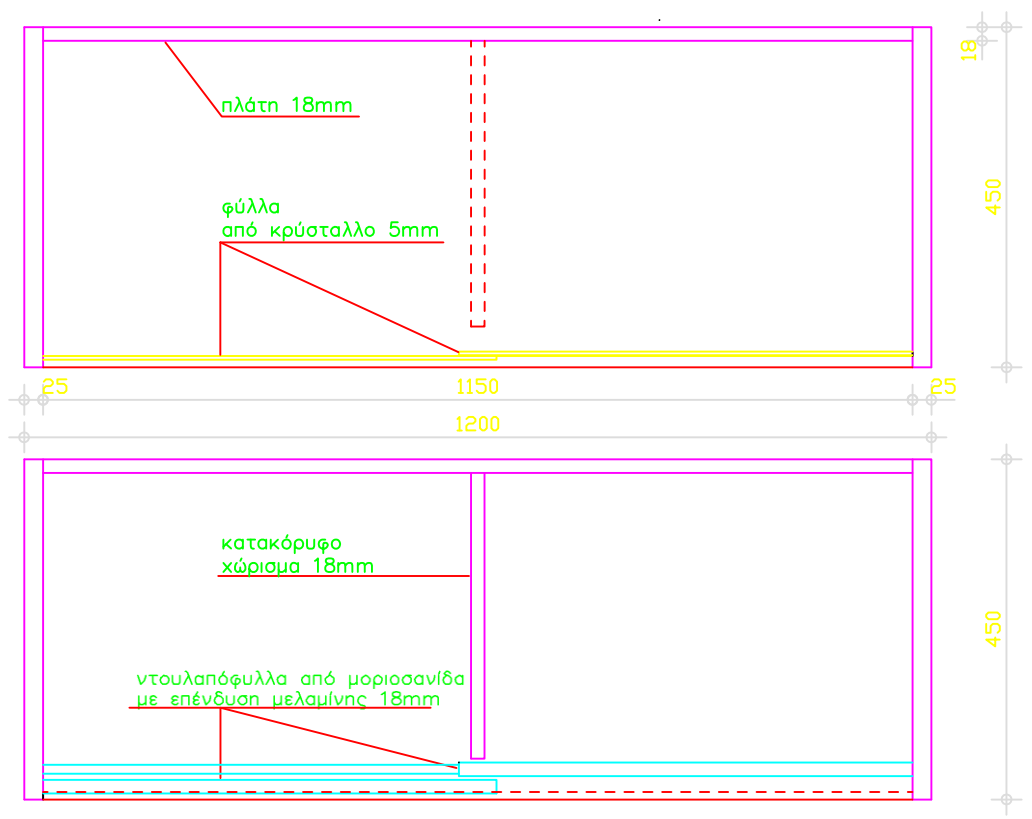 18
πλάτη 18mm
450
φύλλα
από κρύσταλλο 5mm
25
1150
25
1200
κατακόρυφο
χώρισμα 18mm
450
ντουλαπόφυλλα από μοριοσανίδα
με επένδυση μελαμίνης 18mm